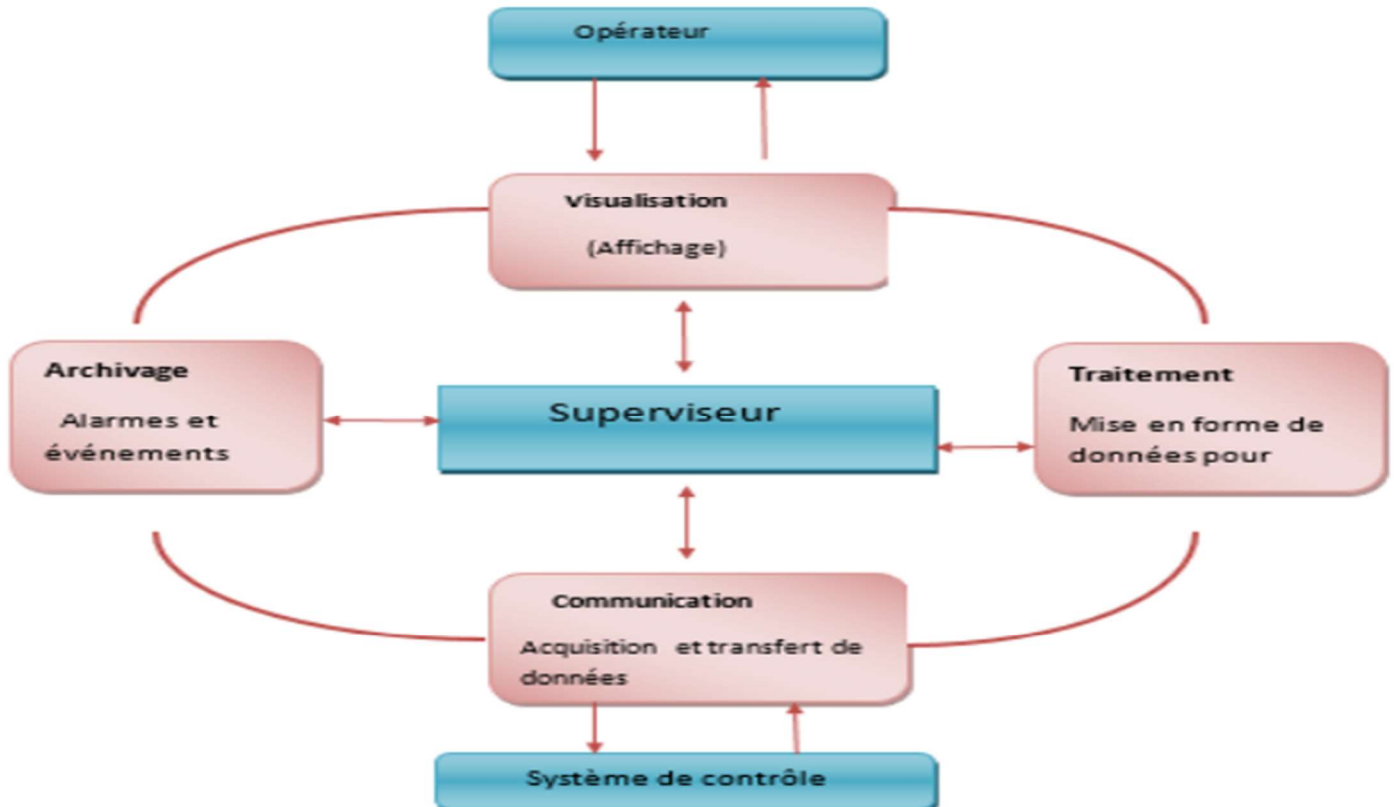 Opérateur
Visualisation
(Affichage)
Archivage
Alarmes et
événements
Superviseur
Traitement
Mise en forme de
données pour
Communication
Acquisition et transfert de
données
Système de contrôle